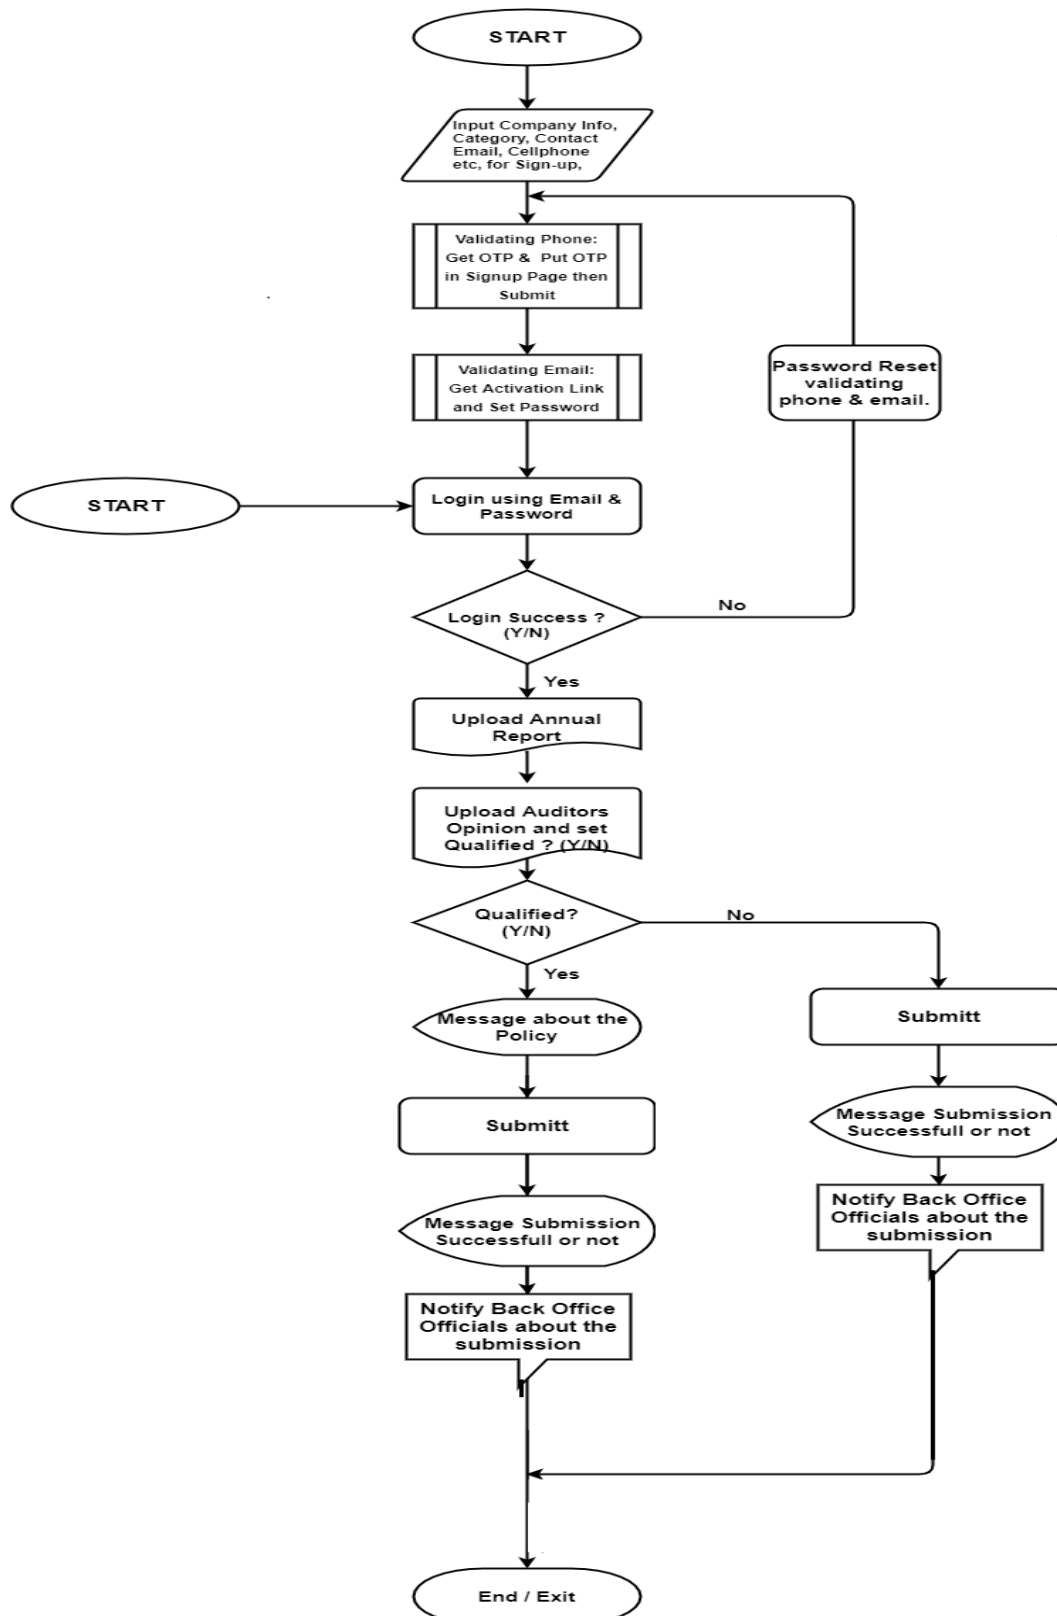 START
Input Company Info,
Category, Contact
Email, Cellphone
etc, for Sign-up,
Validating Phone:
Get OTP & Put OTP
in Signup Page then
Submit
Validating Email:
Get Activation Link
and Set Password
Password Reset
validating
phone & email.
START
Login using Email &
Password
Login Success ?
(Y/N)
No
Yes
Upload Annual
Report
Upload Auditors
Opinion and set
Qualified ? (Y/N)
Qualified?
(Y/N)
No
Yes
Message about the
Policy
Submitt
Message Submission
Successfull or not
Notify Back Office
Officials about the
submission
Submitt
Message Submission
Successfull or not
Notify Back Office
Officials about the
submission
End / Exit